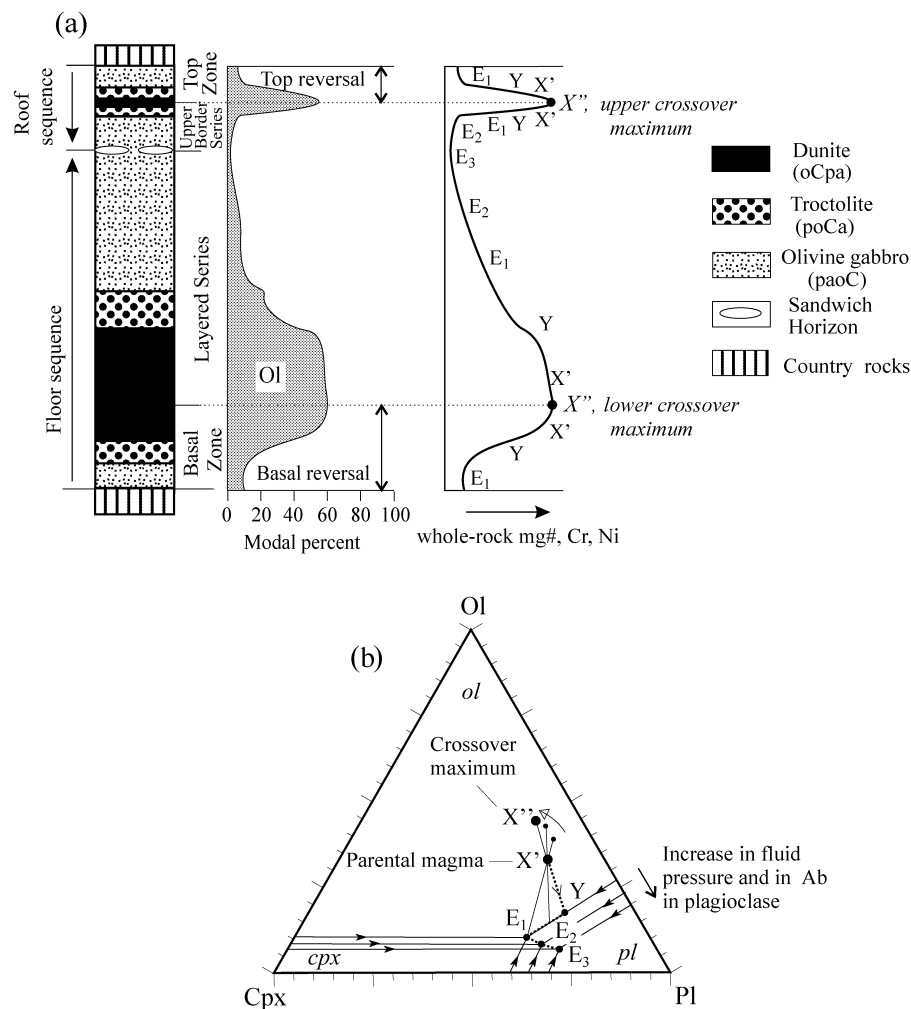 (a)
Roof
sequence
Floor sequence
Top
Zone
Upper
Border
Series
Layered Series
Basal
Zone
Top reversal
Ol
Basal reversal
0 20 40 60 80 100
Modal percent
E1
Y
X'
X'', upper crossover
maximum
X'
Y
E1
E2
E3
E2
E1
Y
X'
X'', lower crossover
maximum
X'
Y
E1
whole-rock mg#, Cr, Ni
Dunite
(oCpa)
Troctolite
(poCa)
Olivine gabbro
(paoC)
Sandwich
Horizon
Country rocks
(b)
Ol
ol
Crossover
maximum
X''
Parental magma
X'
Y
Increase in fluid
pressure and in Ab
in plagioclase
E1
E2
E3
cpx
pl
Cpx
Pl